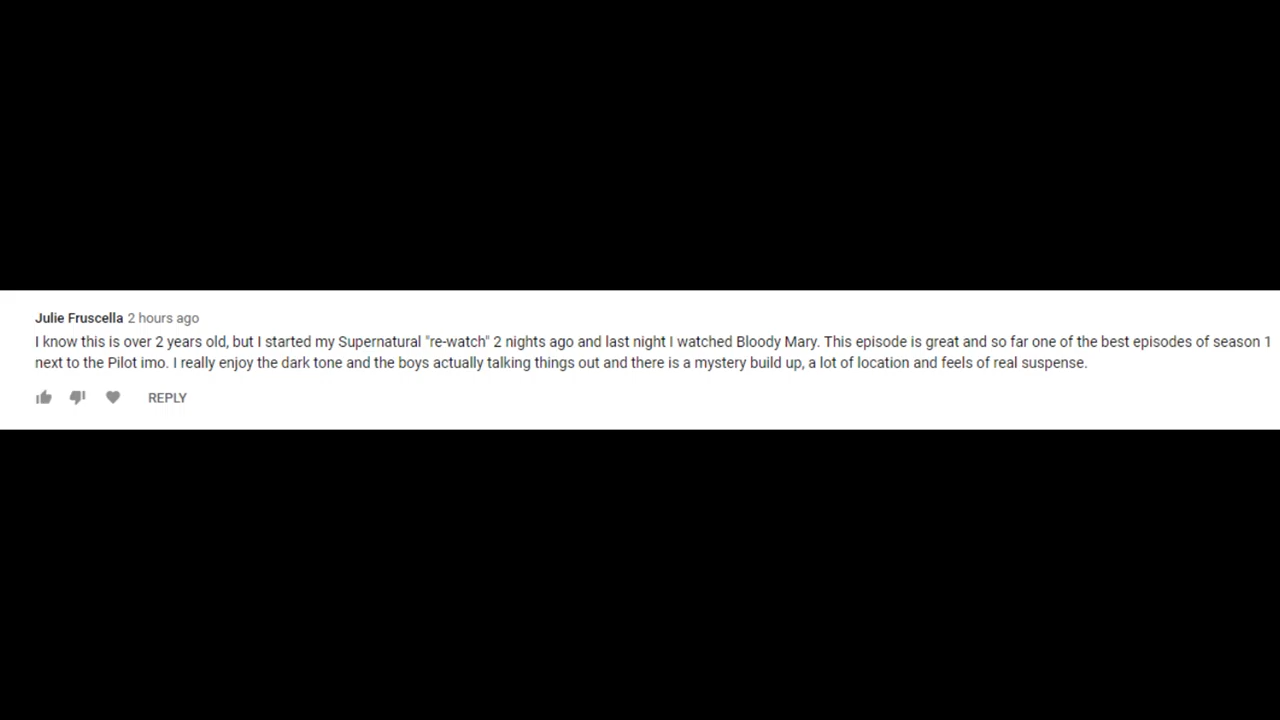 Julie Fruscella 2 hours ago
I know this is over 2 years old, but I started my Supernatural "re-watch" 2 nights ago and last night I watched Bloody Mary. This episode is great and so far one of the best episodes of season 1
next to the Pilot imo. I really enjoy the dark tone and the boys actually talking things out and there is a mystery build up, a lot of location and feels of real suspense.
REPLY